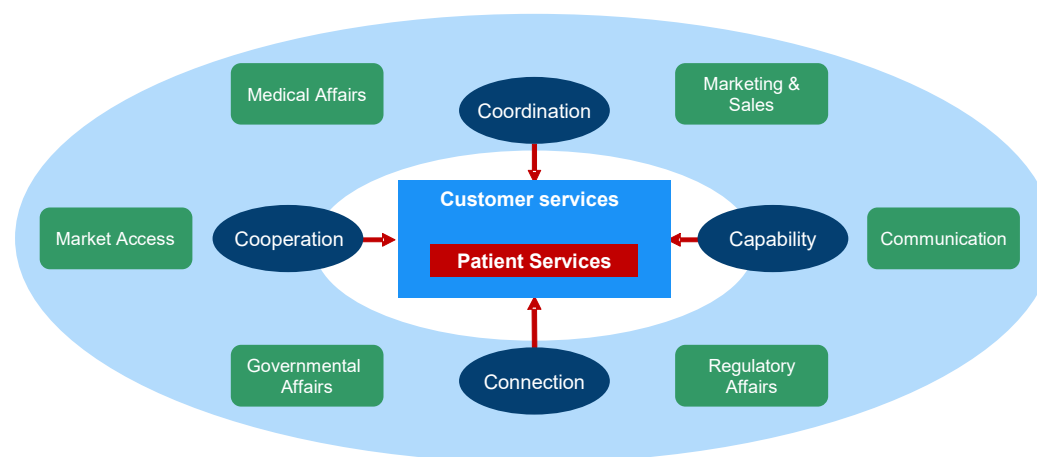 Medical Affairs
Coordination
Marketing &
Sales
Customer services
Market Access
Cooperation
Capability
Communication
Patient Services
Governmental
Affairs
Connection
Regulatory
Affairs